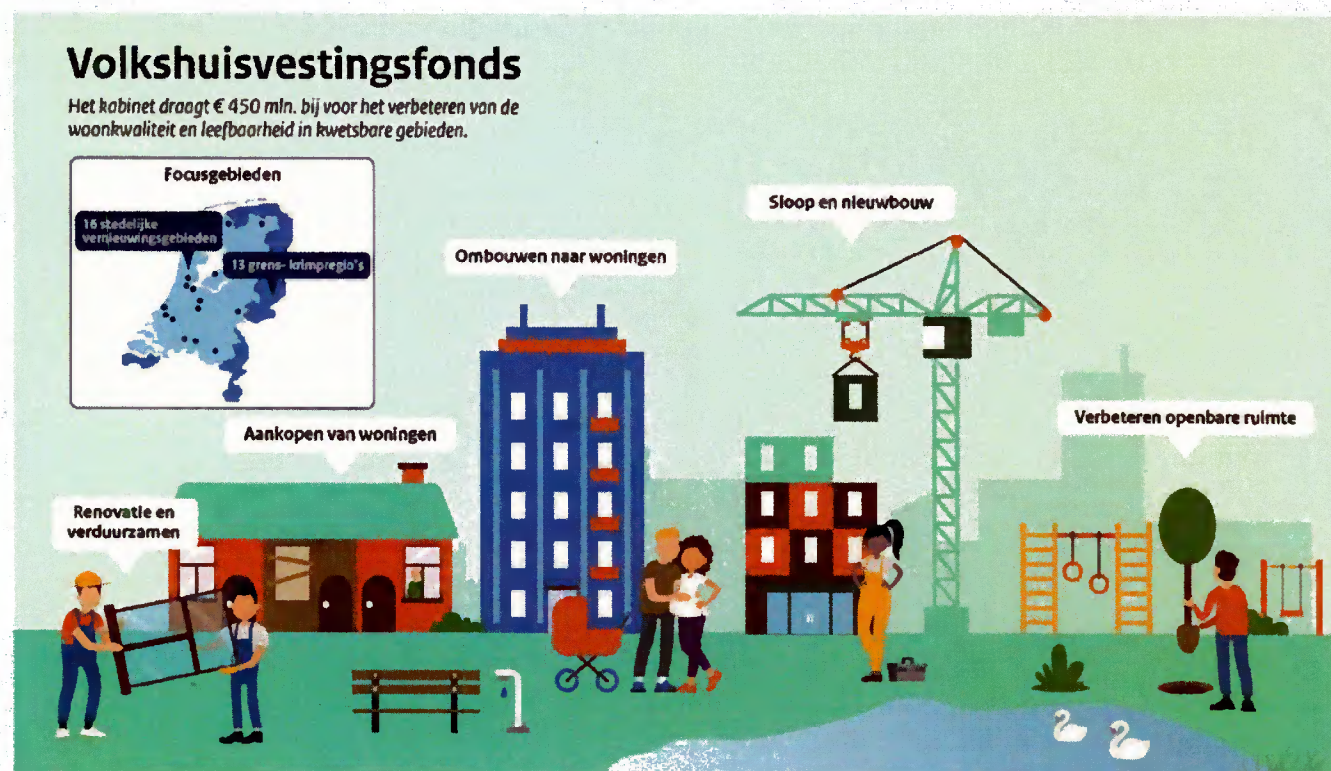 Volkshuisvestingsfonds
Het kabinet draagt € 450 mln. bij voor het verbeteren van de
woonkwaliteit en leefbaarheid in kwetsbare gebieden.
Focusgebieden
16 stedelijke
vernieuwingsgebieden
13 grens- krimpregio's
Sloop en nieuwbouw
Ombouwen naar woningen
Verbeteren openbare ruimte
Aankopen van woningen
Renovatie en
verduurzamen